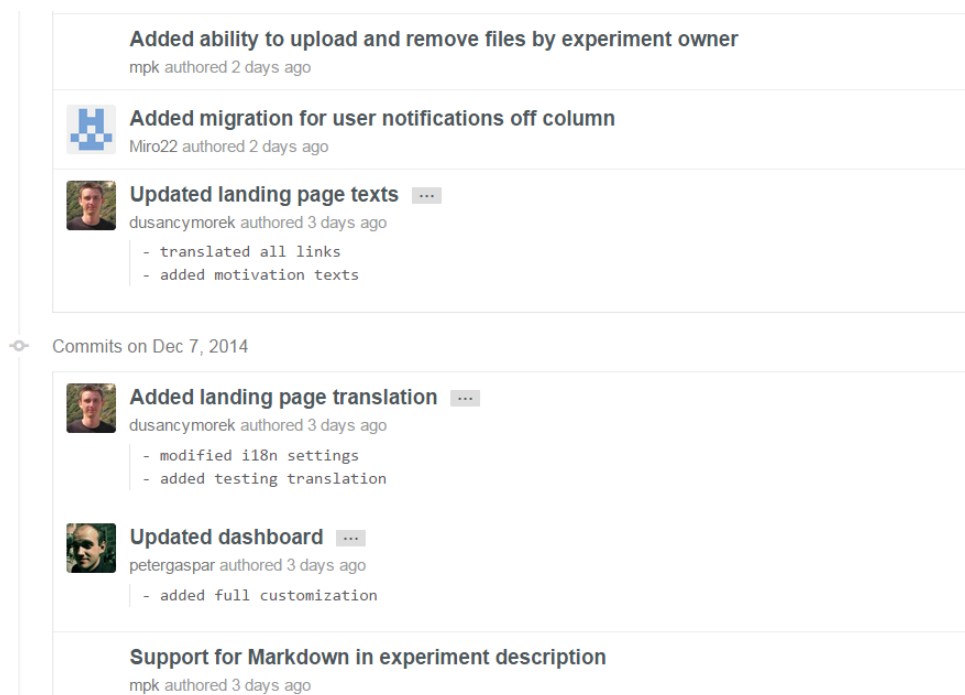 Added ability to upload and remove files by experiment owner
mpk authored 2 days ago
Added migration for user notifications off column
Miro22 authored 2 days ago
Updated landing page texts ...
dusancymorek authored 3 days ago
- translated all links
- added motivation texts
Commits on Dec 7, 2014
Added landing page translation ...
dusancymorek authored 3 days ago
- modified i18n settings
- added testing translation
Updated dashboard ...
petergaspar authored 3 days ago
- added full customization
Support for Markdown in experiment description
mpk authored 3 days ago